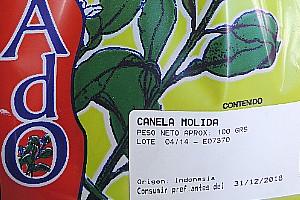 AdO
CONTENIDO
CANELA MOLIDA
PESO NETO APROX: 100 GRS
LOTE 04/14 - ED7370
Origen: Indonesia
Consumir pref.antes del 31/12/2018